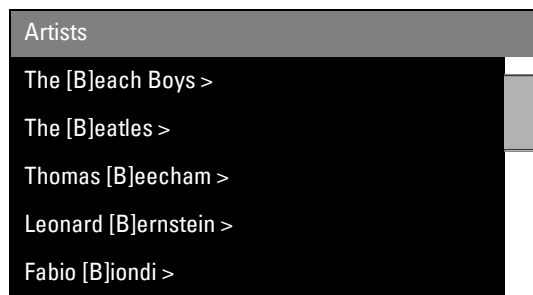 Artists
The [B]each Boys >
The [B]eatles >
Thomas [B]eecham >
Leonard [B]ernstein >
Fabio [B]iondi >